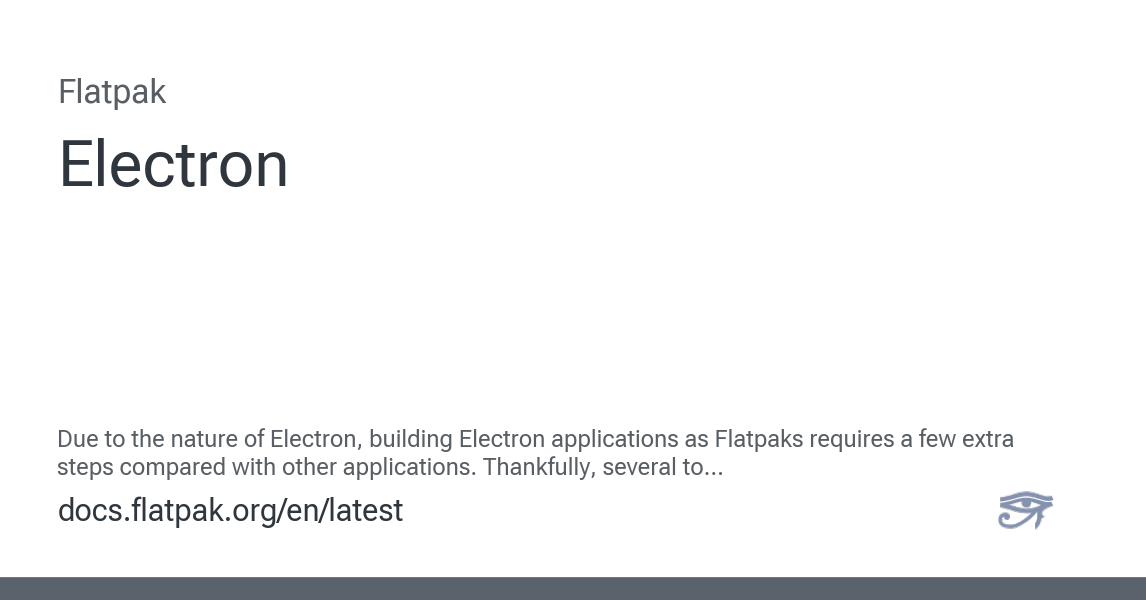 Flatpak
Electron
Due to the nature of Electron, building Electron applications as Flatpaks requires a few extra
steps compared with other applications. Thankfully, several to...
docs.flatpak.org/en/latest